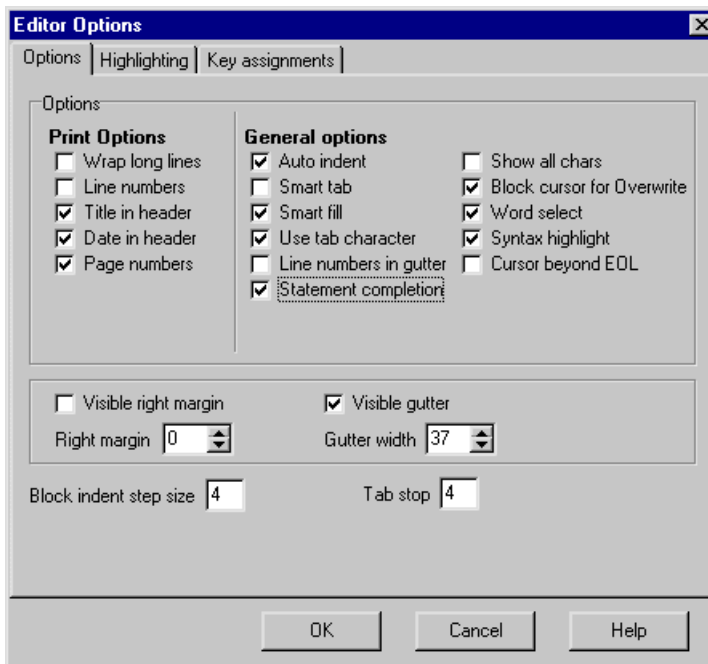 Editor Options
Options Highlighting Key assignments
Options
Print Options
Wrap long lines
Line numbers
Title in header
Date in header
Page numbers
General options
Auto indent
Smart tab
Smart fill
Use tab character
Line numbers in gutter
Statement completion
Show all chars
Block cursor for Overwrite
Word select
Syntax highlight
Cursor beyond EOL
Visible right margin
Visible gutter
Right margin 0
Gutter width 37
Block indent step size 4
Tab stop 4
OK Cancel Help